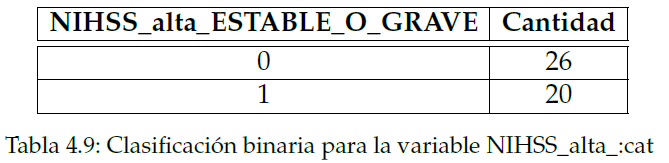 NIHSS_alta_ESTABLE_O_GRAVE Cantidad
0 26
1 20
Tabla 4.9: Clasificación binaria para la variable NIHSS_alta_:cat